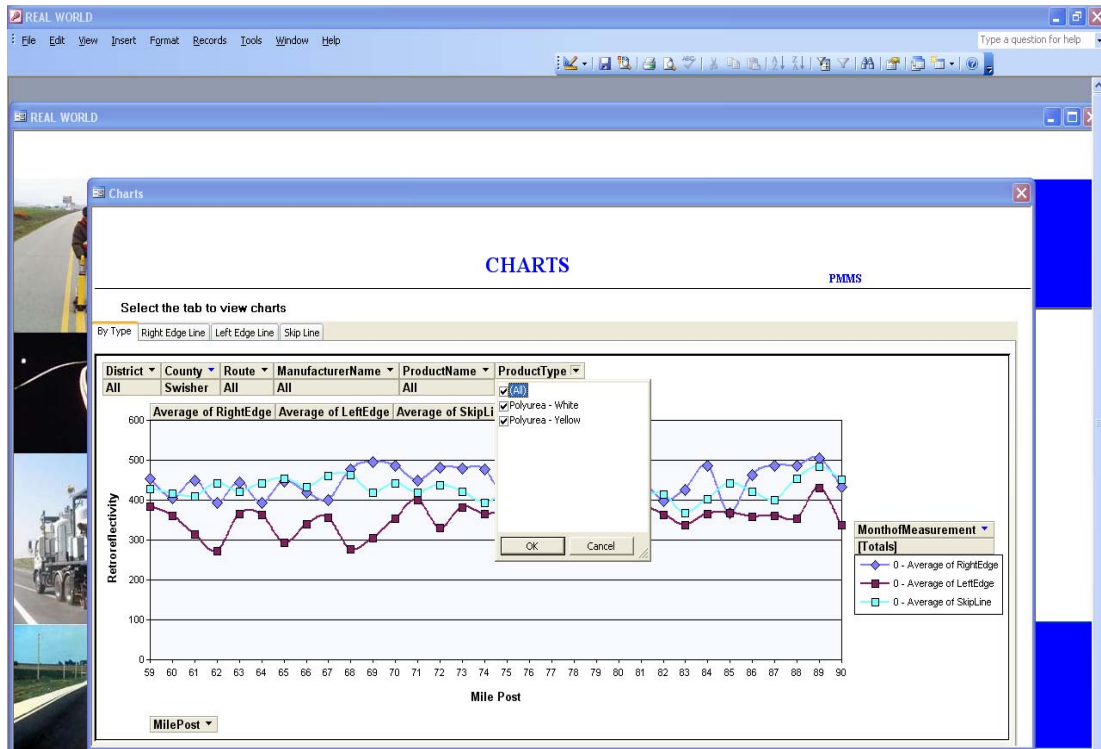 REAL WORLD
File Edit View Insert Format Records Tools Window Help
Type a question for help
REAL WORLD
Charts
CHARTS
PMMS
Select the tab to view charts
By Type Right Edge Line Left Edge Line Skip Line
District County Route ManufacturerName ProductName ProductType
All Swisher All All All
(All)
Polyurea - White
Polyurea - Yellow
OK Cancel
Average of RightEdge Average of LeftEdge Average of SkipLi
600
500
400
300
200
100
0
Retroreflectivity
59 60 61 62 63 64 65 66 67 68 69 70 71 72 73 74 75 76 77 78 79 80 81 82 83 84 85 86 87 88 89 90
Mile Post
MonthofMeasurement
[Totals]
0 - Average of RightEdge
0 - Average of LeftEdge
0 - Average of SkipLine
MilePost